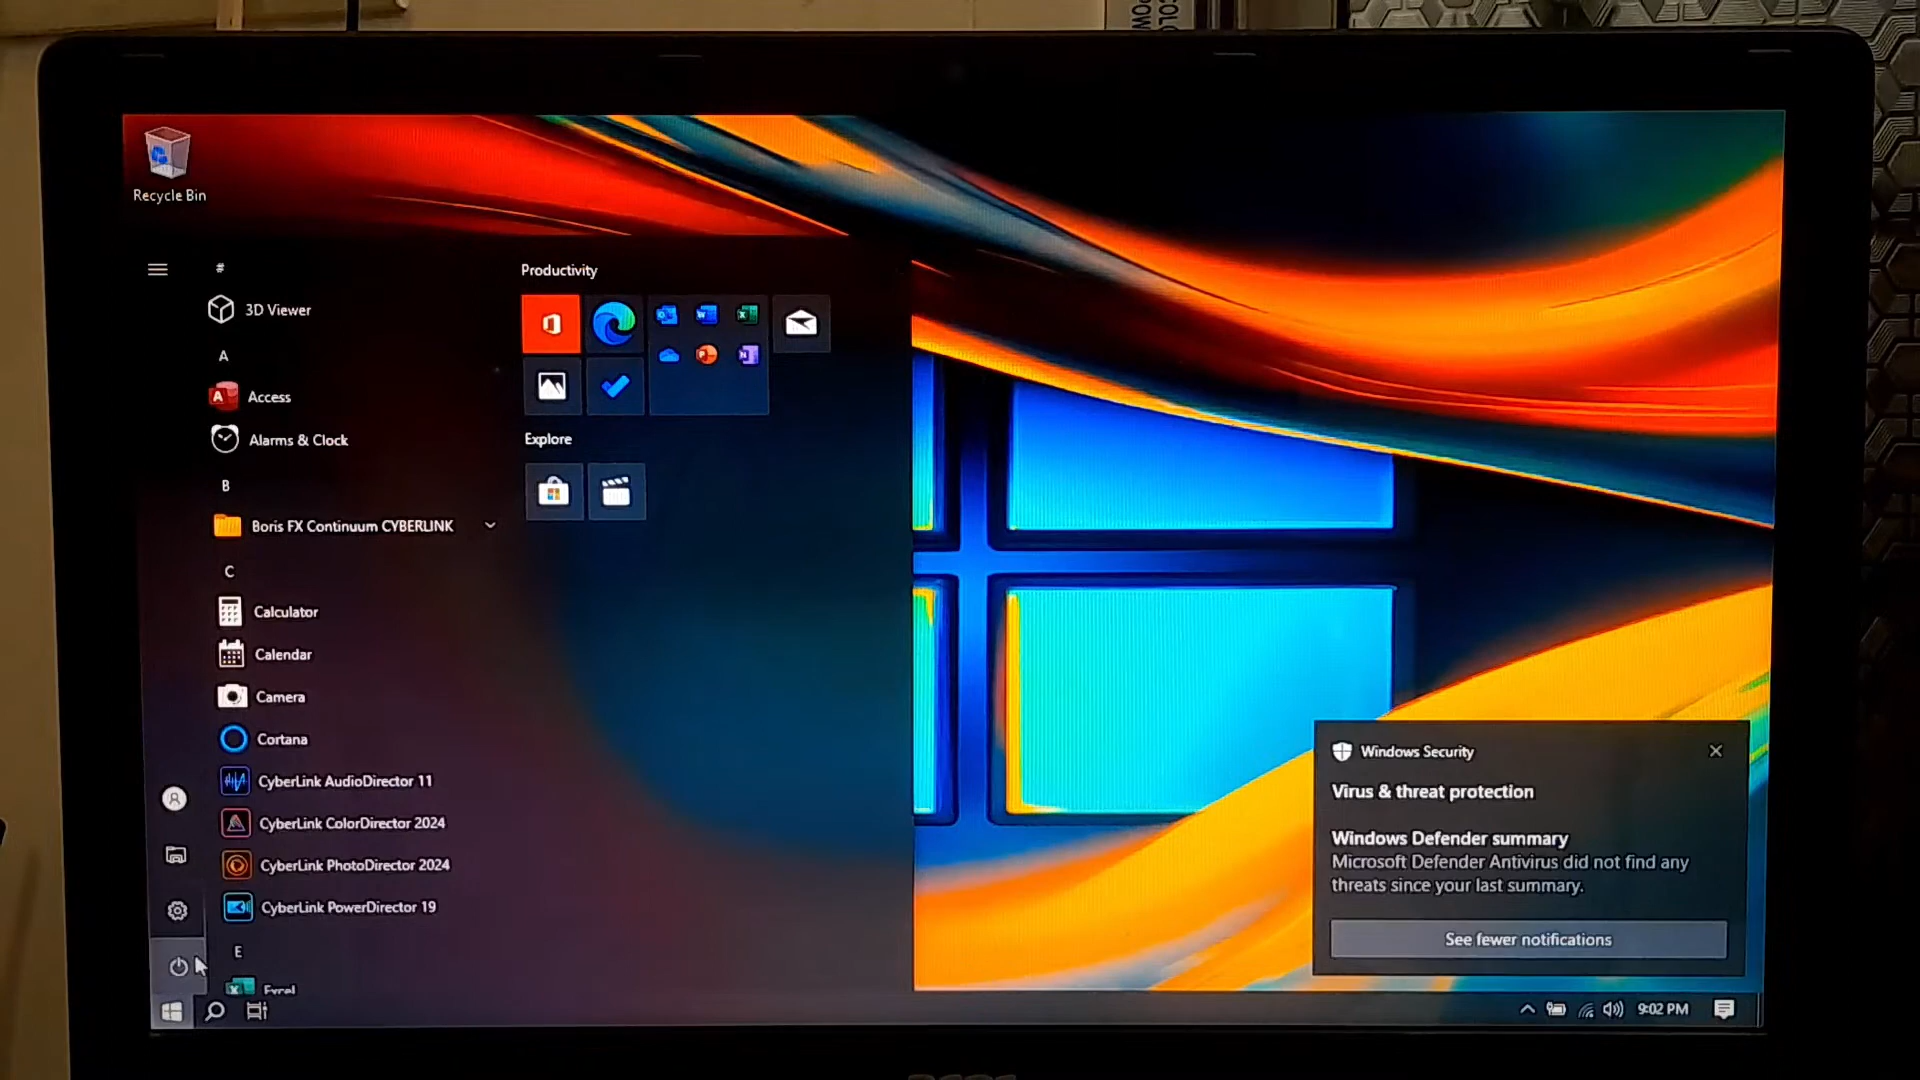 Recycle Bin
#
3D Viewer
A
Access
Alarms & Clock
B
Boris FX Continuum CYBERLINK
C
Calculator
Calendar
Camera
Cortana
CyberLink AudioDirector 11
CyberLink ColorDirector 2024
CyberLink PhotoDirector 2024
CyberLink PowerDirector 19
E
Excel
Productivity
Explore
Windows Security
Virus & threat protection
Windows Defender summary
Microsoft Defender Antivirus did not find any
threats since your last summary.
See fewer notifications
9:02 PM